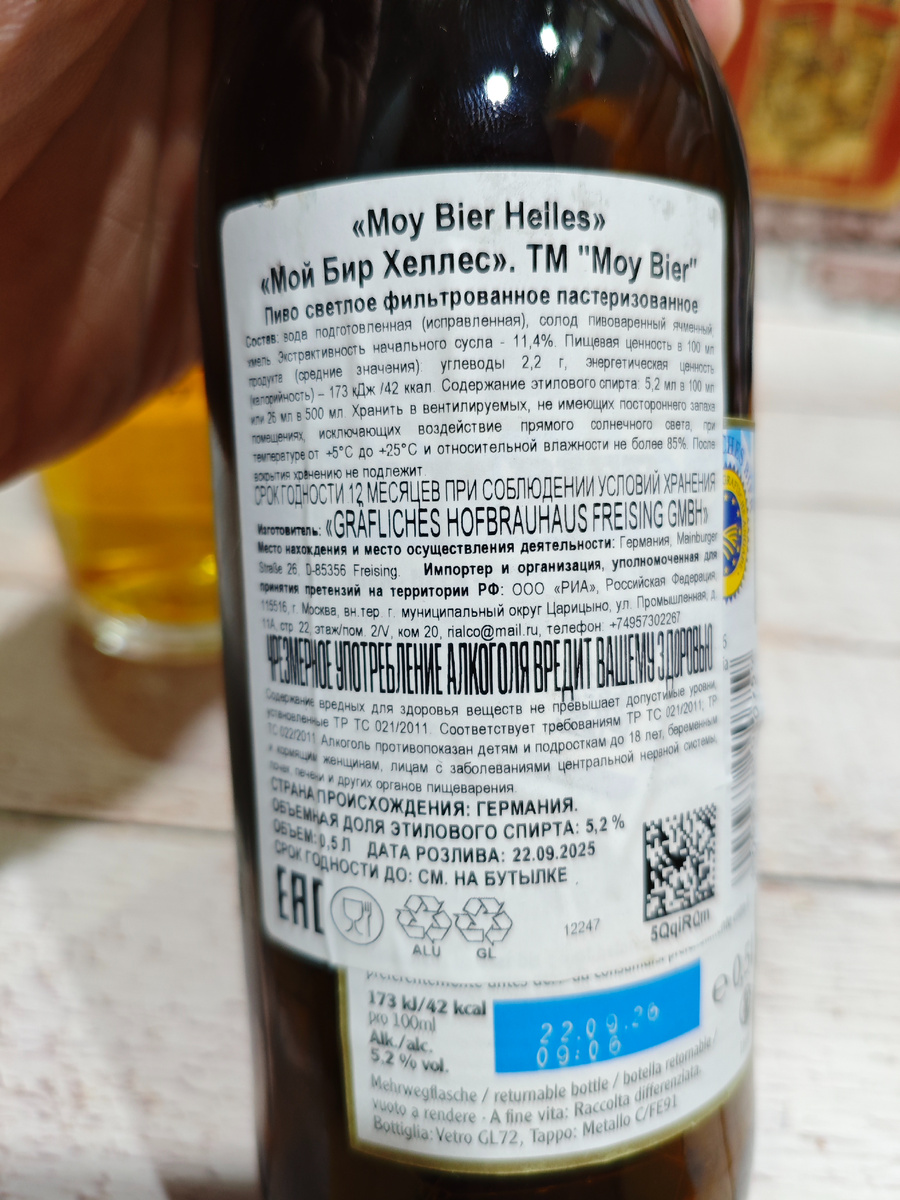 «Moy Bier Helles»
«Мой Бир Хеллес». ТМ "Moy Bier"
Пиво светлое фильтрованное пастеризованное
Состав: вода подготовленная (исправленная), солод пивоваренный ячменный
хмель. Экстрактивность начального сусла - 11,4%. Пищевая ценность в 100 мл
продукта (средние значения): углеводы 2,2 г, энергетическая ценность
(калорийность) – 173 кДж /42 ккал. Содержание этилового спирта: 5,2 мл в 100 мл
или 26 мл в 500 мл. Хранить в вентилируемых, не имеющих постороннего запаха
помещениях, исключающих воздействие прямого солнечного света, при
температуре от +5°С до +25°С и относительной влажности не более 85%. После
вскрытия хранению не подлежит.
СРОК ГОДНОСТИ 12 МЕСЯЦЕВ ПРИ СОБЛЮДЕНИИ УСЛОВИЙ ХРАНЕНИЯ
Изготовитель: «GRÄFLICHES HOFBRAUHAUS FREISING GMBH»
Место нахождения и место осуществления деятельности: Германия, Mainburger
Straße 26, D-85356 Freising. Импортер и организация, уполномоченная для
принятия претензий на территории РФ: ООО «РИА», Российская Федерация,
115516, г. Москва, вн.тер. г. муниципальный округ Царицыно, ул. Промышленная, д.
11А, стр. 22, этаж/пом. 2/V, ком 20, rialco@mail.ru, телефон: +74957302267
ЧРЕЗМЕРНОЕ УПОТРЕБЛЕНИЕ АЛКОГОЛЯ ВРЕДИТ ВАШЕМУ ЗДОРОВЬЮ
Содержание вредных для здоровья веществ не превышает допустимые уровни,
установленные ТР ТС 021/2011. Соответствует требованиям ТР ТС 021/2011; ТР
ТС 022/2011. Алкоголь противопоказан детям и подросткам до 18 лет, беременным
и кормящим женщинам, лицам с заболеваниями центральной нервной системы,
почек, печени и других органов пищеварения.
СТРАНА ПРОИСХОЖДЕНИЯ: ГЕРМАНИЯ.
ОБЪЕМНАЯ ДОЛЯ ЭТИЛОВОГО СПИРТА: 5,2 %
ОБЪЕМ: 0,5 Л ДАТА РОЗЛИВА: 22.09.2025
СРОК ГОДНОСТИ ДО: СМ. НА БУТЫЛКЕ
EAC
ALU
GL
12247
5QqiRQm
173 kJ/42 kcal
pro 100ml
Alk./alc.
5.2 % vol.
22.09.26
09:06
e 0,5
Mehrwegflasche / returnable bottle / botella retornable /
vuoto a rendere · A fine vita: Raccolta differenziata.
Bottiglia: Vetro GL72, Tappo: Metallo C/FE91